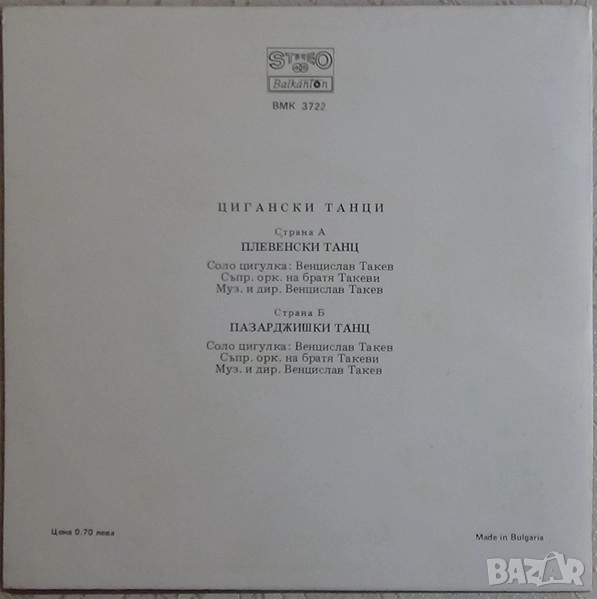 STEREO
Balkanton
ВМК 3722
ЦИГАНСКИ ТАНЦИ
Страна А
ПЛЕВЕНСКИ ТАНЦ
Соло цигулка: Венцислав Такев
Съпр. орк. на братя Такеви
Муз. и дир. Венцислав Такев
Страна Б
ПАЗАРДЖИШКИ ТАНЦ
Соло цигулка: Венцислав Такев
Съпр. орк. на братя Такеви
Муз. и дир. Венцислав Такев
Цена 0.70 лева
Made in Bulgaria
BAZAR